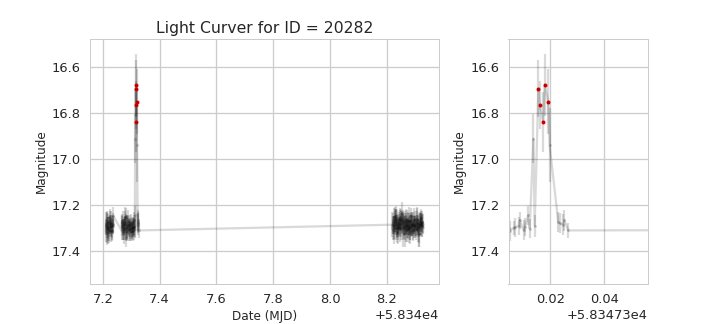 Light Curver for ID = 20282
Magnitude
16.6
16.8
17.0
17.2
17.4
7.2 7.4 7.6 7.8 8.0 8.2
Date (MJD)
+5.834e4
Magnitude
16.6
16.8
17.0
17.2
17.4
0.02 0.04
+5.83473e4